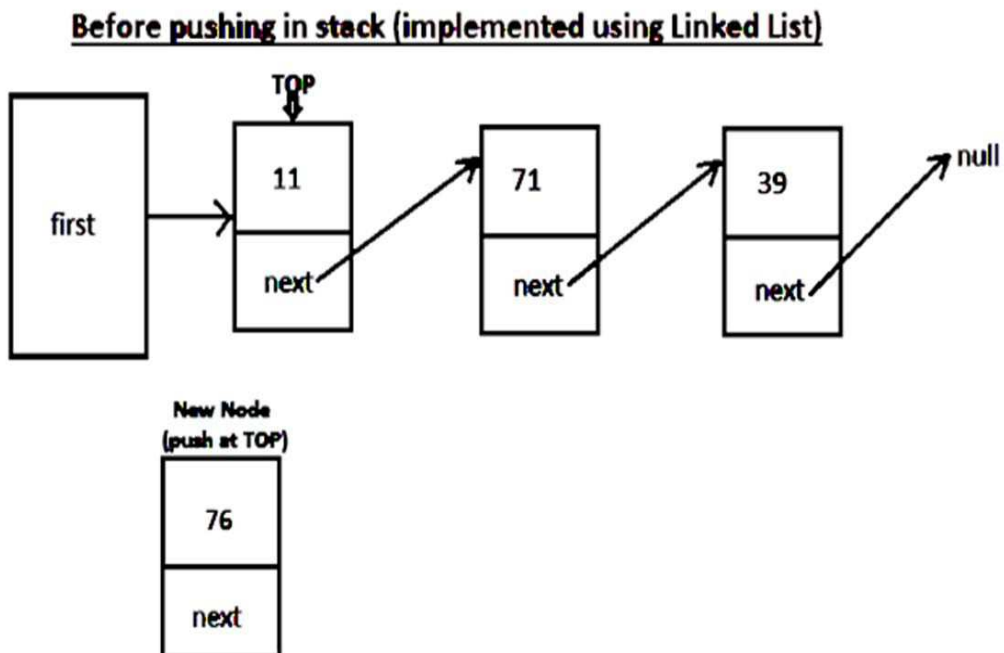 Before pushing in stack (implemented using Linked List)
TOP
first
11
next
71
next
39
next
null
New Node
(push at TOP)
76
next